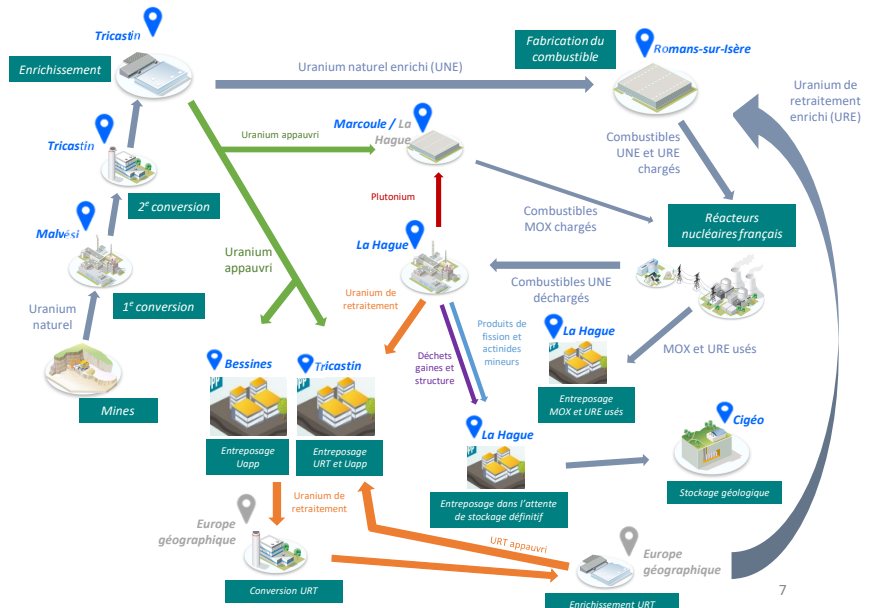 Tricastin
Enrichissement
Uranium naturel enrichi (UNE)
Fabrication du
combustible
Romans-sur-Isère
Uranium de
retraitement
enrichi (URE)
Tricastin
2e conversion
Uranium appauvri
Marcoule / La
Hague
Combustibles
UNE et URE
chargés
Plutonium
Combustibles
MOX chargés
Réacteurs
nucléaires français
Malvési
1e conversion
Uranium
naturel
Mines
Uranium
appauvri
La Hague
Uranium de
retraitement
Combustibles UNE
déchargés
Produits de
fission et
actinides
mineurs
Déchets
gaines et
structure
La Hague
MOX et URE usés
Entreposage
MOX et URE usés
Bessines
Entreposage
Uapp
Tricastin
Entreposage
URT et Uapp
La Hague
Entreposage dans l'attente
de stockage définitif
Cigéo
Stockage géologique
Uranium de
retraitement
Europe
géographique
Conversion URT
URT appauvri
Europe
géographique
Enrichissement URT
7